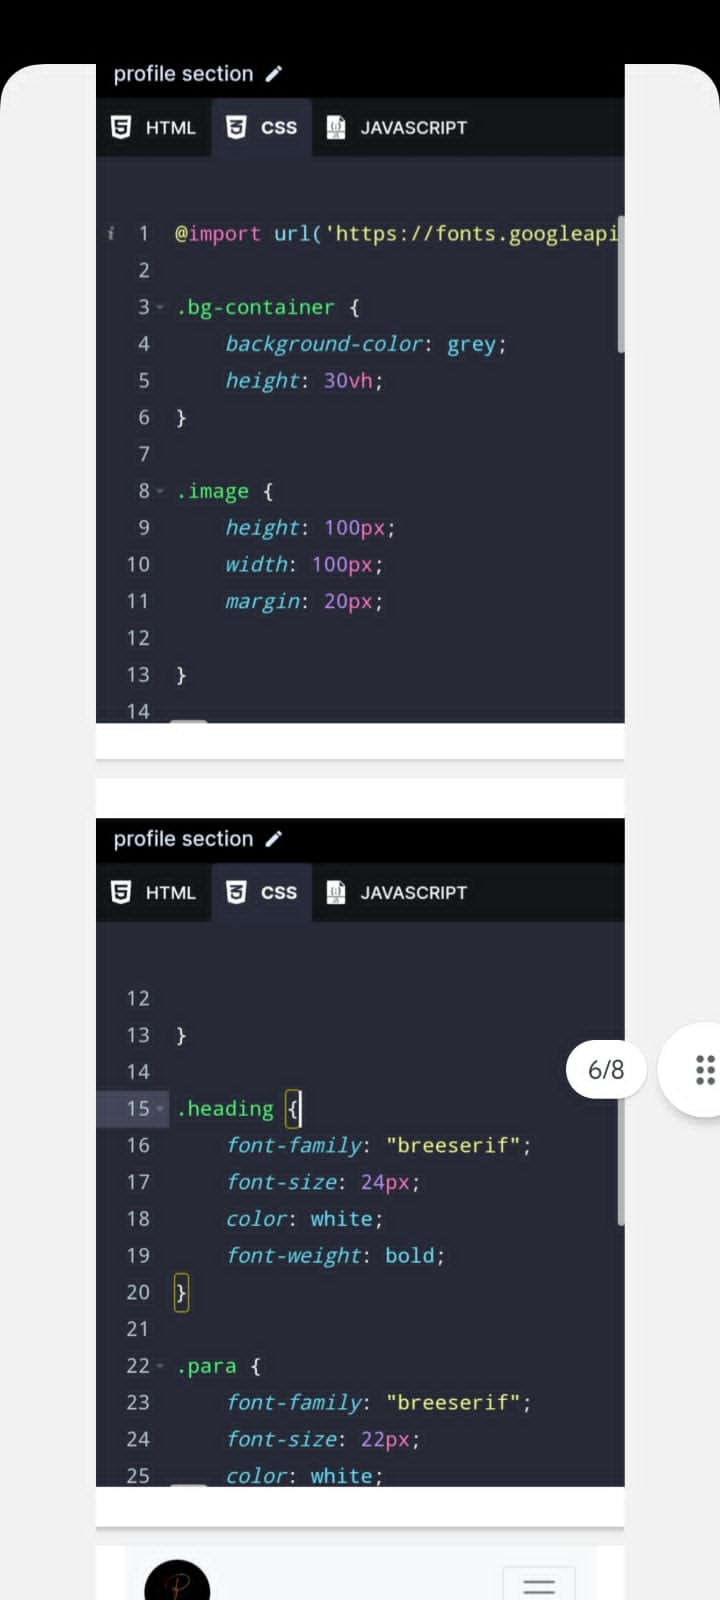 profile section
HTML CSS JAVASCRIPT
i 1 @import url('https://fonts.googleapi
2
3 .bg-container {
4 background-color: grey;
5 height: 30vh;
6 }
7
8 .image {
9 height: 100px;
10 width: 100px;
11 margin: 20px;
12
13 }
14
profile section
HTML CSS JAVASCRIPT
12
13 }
14
6/8
15 .heading {
16 font-family: "breeserif";
17 font-size: 24px;
18 color: white;
19 font-weight: bold;
20 }
21
22 .para {
23 font-family: "breeserif";
24 font-size: 22px;
25 color: white;